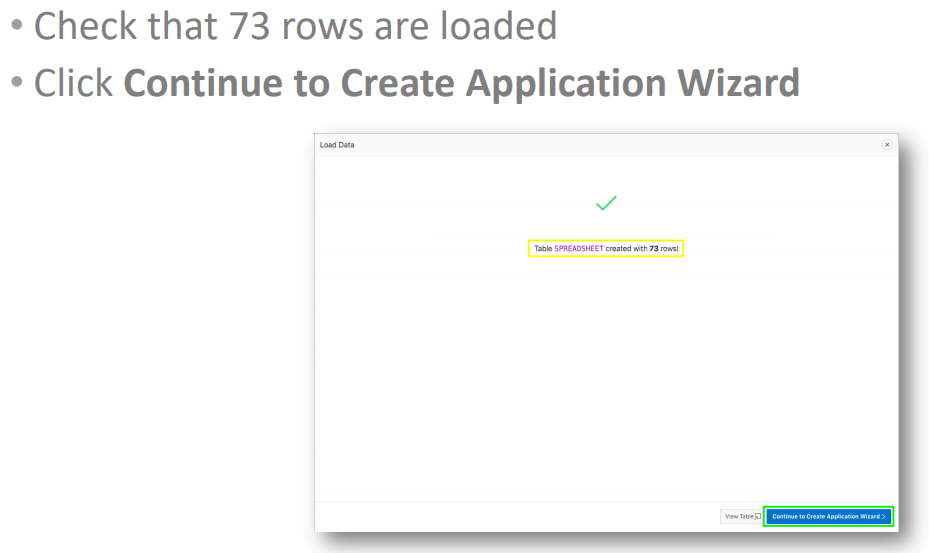 • Check that 73 rows are loaded
• Click Continue to Create Application Wizard
Load Data
Table SPREADSHEET created with 73 rows!
View Table
Continue to Create Application Wizard >